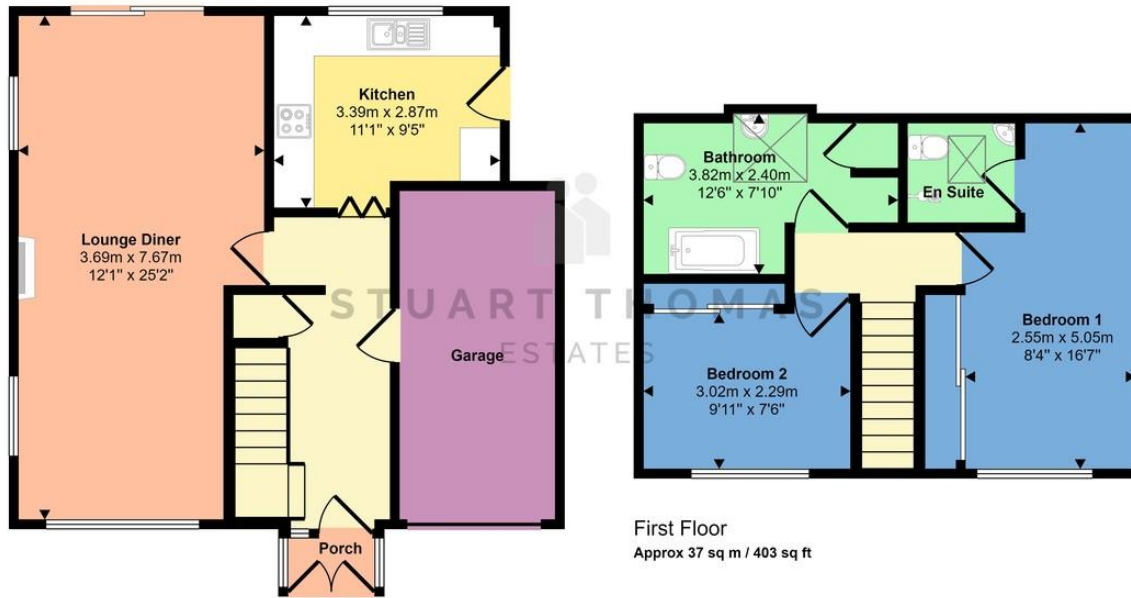 Kitchen
3.39m x 2.87m
11'1" x 9'5"
Lounge Diner
3.69m x 7.67m
12'1" x 25'2"
Garage
Porch
STUART THOMAS
ESTATES
Bathroom
3.82m x 2.40m
12'6" x 7'10"
En Suite
Bedroom 1
2.55m x 5.05m
8'4" x 16'7"
Bedroom 2
3.02m x 2.29m
9'11" x 7'6"
First Floor
Approx 37 sq m / 403 sq ft